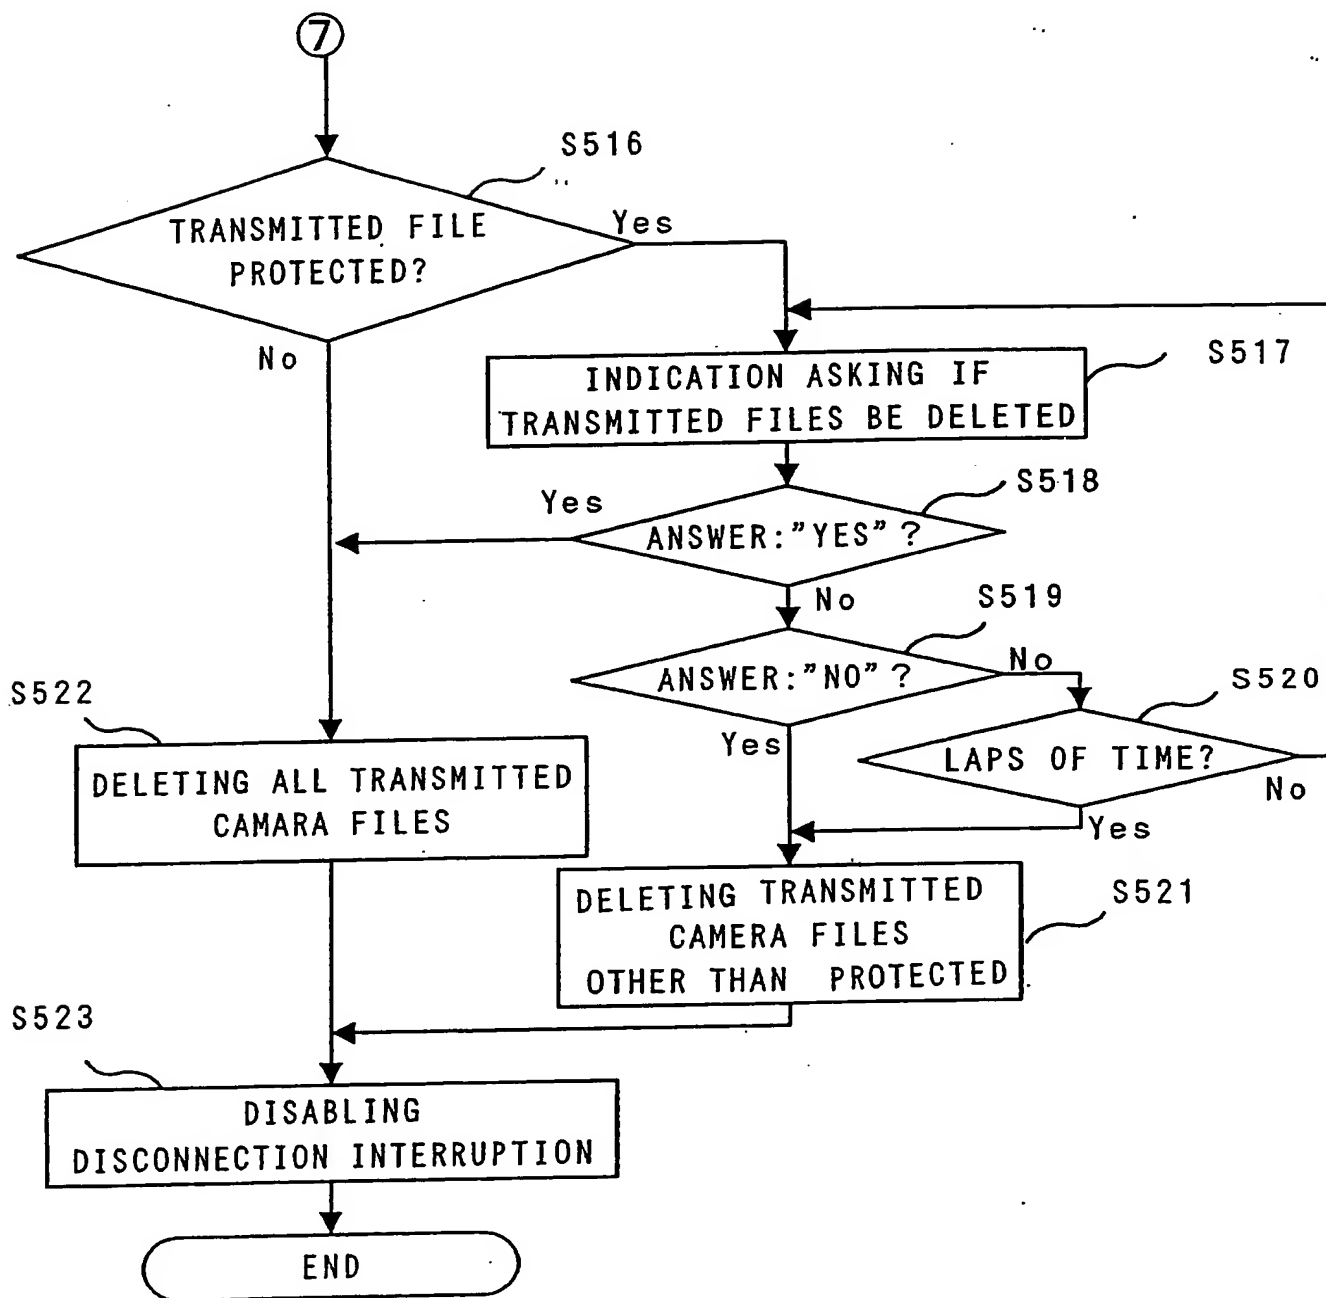 ⑦
S516
TRANSMITTED FILE
PROTECTED?
Yes
No
S517
INDICATION ASKING IF
TRANSMITTED FILES BE DELETED
S518
Yes
ANSWER:"YES"?
No
S519
ANSWER:"NO"?
No
Yes
S520
LAPS OF TIME?
No
Yes
S522
DELETING ALL TRANSMITTED
CAMARA FILES
S521
DELETING TRANSMITTED
CAMERA FILES
OTHER THAN PROTECTED
S523
DISABLING
DISCONNECTION INTERRUPTION
END